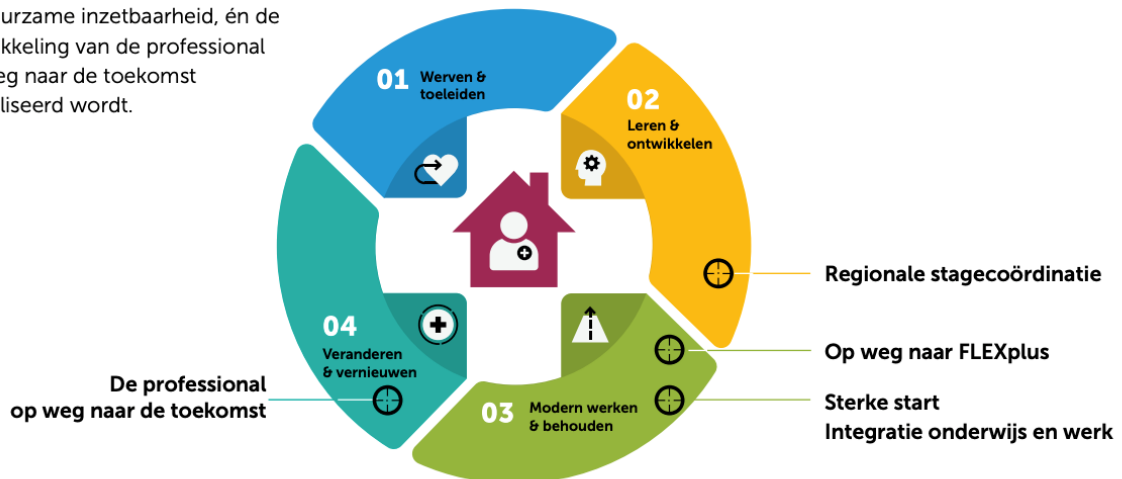 urzame inzetbaarheid, én de
kkeling van de professional
eg naar de toekomst
liseerd wordt.
01 Werven &
toeleiden
02
Leren &
ontwikkelen
Regionale stagecoördinatie
04
Veranderen
& vernieuwen
Op weg naar FLEXplus
De professional
op weg naar de toekomst
03 Modern werken
& behouden
Sterke start
Integratie onderwijs en werk